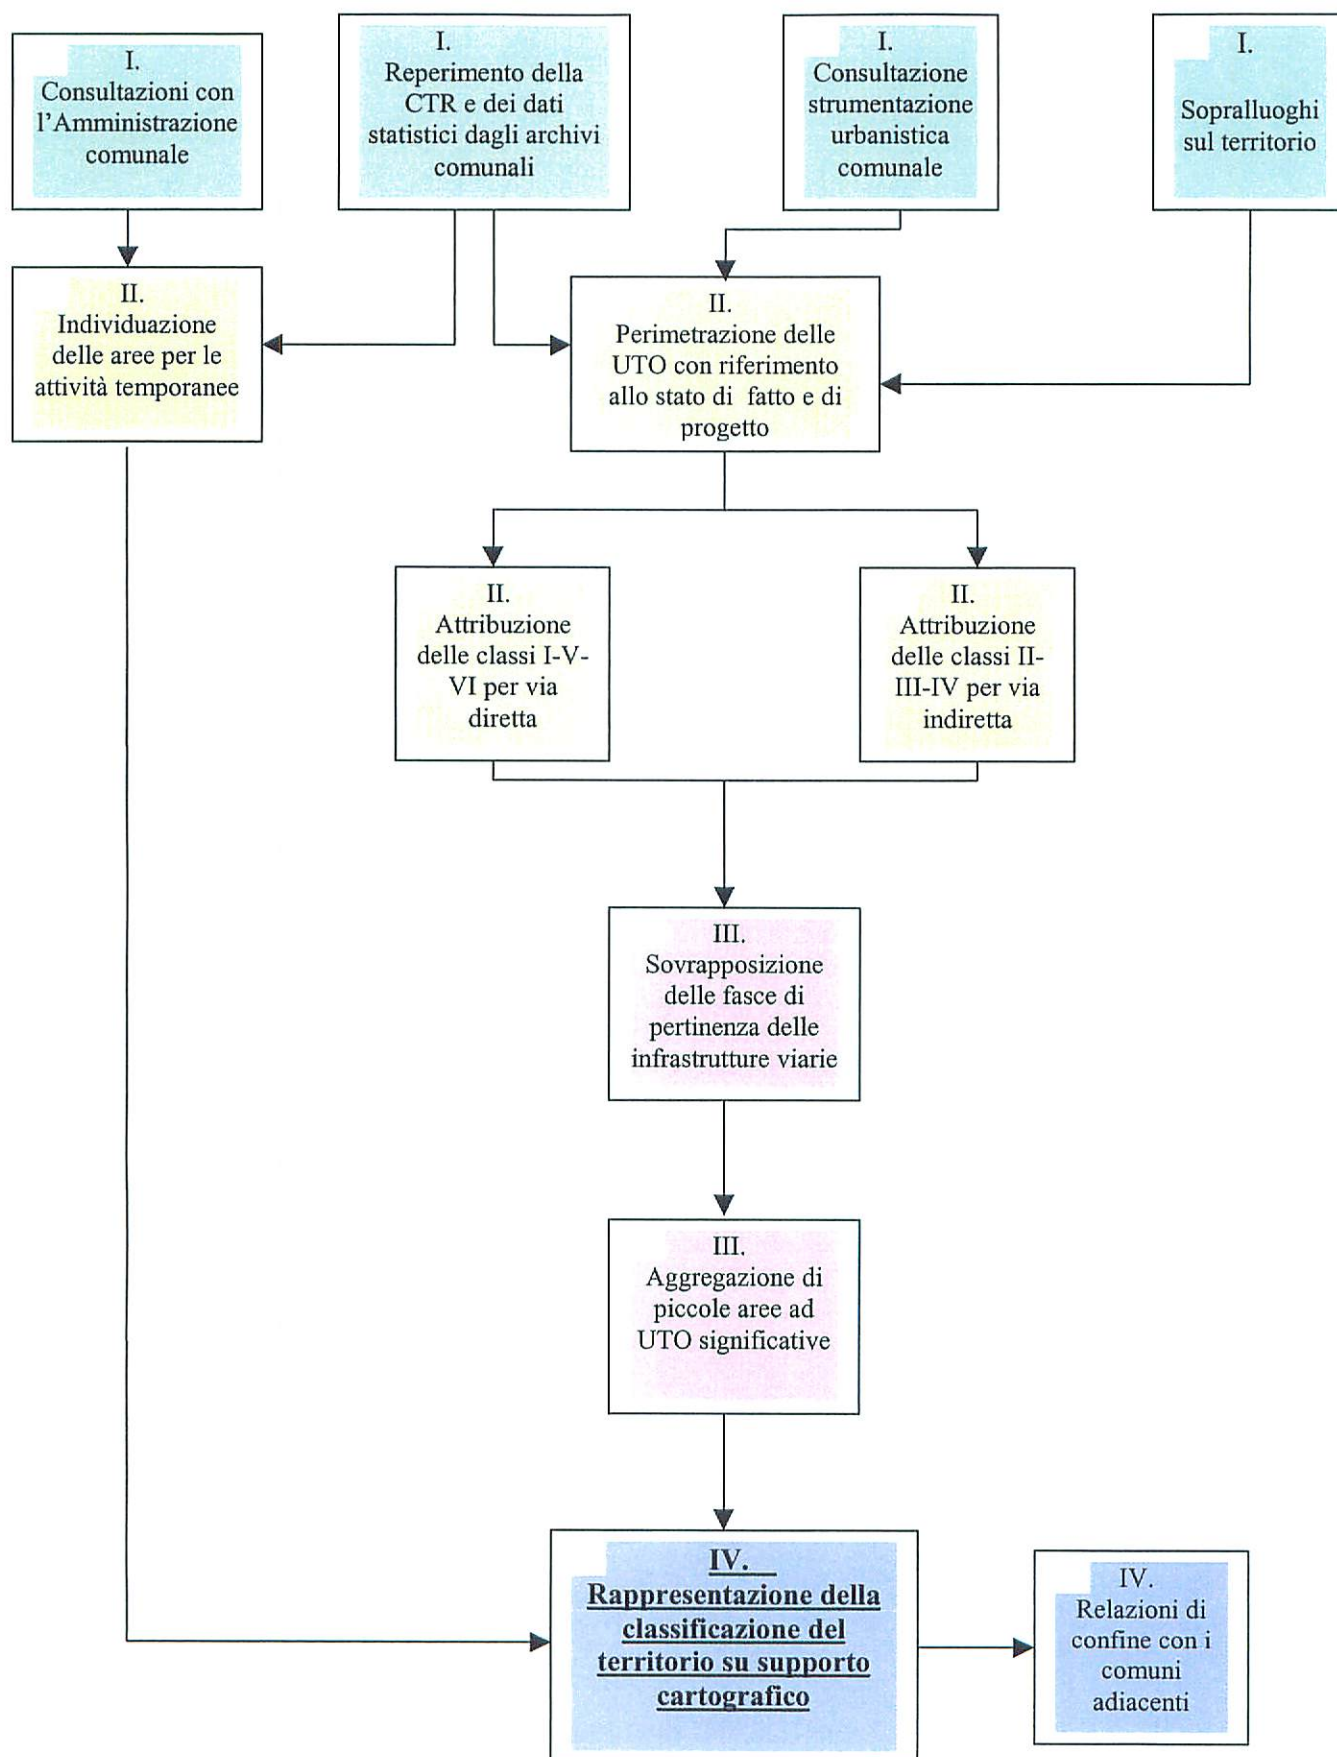 I.
Consultazioni con
l'Amministrazione
comunale
I.
Reperimento della
CTR e dei dati
statistici dagli archivi
comunali
I.
Consultazione
strumentazione
urbanistica
comunale
I.
Sopralluoghi
sul territorio
II.
Individuazione
delle aree per le
attività temporanee
II.
Perimetrazione delle
UTO con riferimento
allo stato di fatto e di
progetto
II.
Attribuzione
delle classi I-V-
VI per via
diretta
II.
Attribuzione
delle classi II-
III-IV per via
indiretta
III.
Sovrapposizione
delle fasce di
pertinenza delle
infrastrutture viarie
III.
Aggregazione di
piccole aree ad
UTO significative
IV.
Rappresentazione della
classificazione del
territorio su supporto
cartografico
IV.
Relazioni di
confine con i
comuni
adiacenti